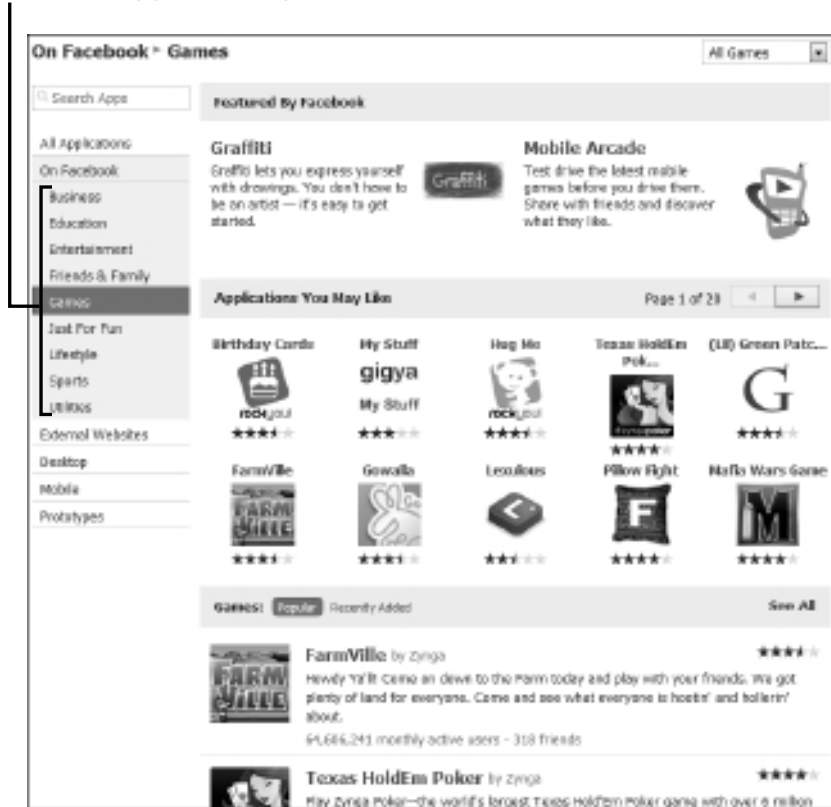 On Facebook ▸ Games
All Games
Search Apps
All Applications
On Facebook
Business
Education
Entertainment
Friends & Family
Games
Just For Fun
Lifestyle
Sports
Utilities
External Websites
Desktop
Mobile
Prototypes
Featured By Facebook
Graffiti
Graffiti lets you express yourself
with drawings. You don't have to
be an artist — it's easy to get
started.
Graffiti
Mobile Arcade
Test drive the latest mobile
games before you drive them.
Share with friends and discover
what they like.
Applications You May Like
Page 1 of 20
Birthday Cards
rockyou!
My Stuff
gigya
My Stuff
Hug Me
rockyou!
Texas HoldEm
Pok...
zyngapoker
(Lil) Green Patc...
G
FarmVille
FARM
VILLE
Gowalla
Lexulous
Pillow Fight
F
Mafia Wars Game
M
Games: Popular Recently Added
See All
FARM
VILLE
FarmVille by Zynga
Howdy Ya'll! Come on down to the Farm today and play with your friends. We got
plenty of land for everyone. Come and see what everyone is hootin' and hollerin'
about.
64,606,241 monthly active users - 318 friends
Texas HoldEm Poker by Zynga
Play Zynga Poker—the world's largest Texas Hold'em Poker game with over 6 million